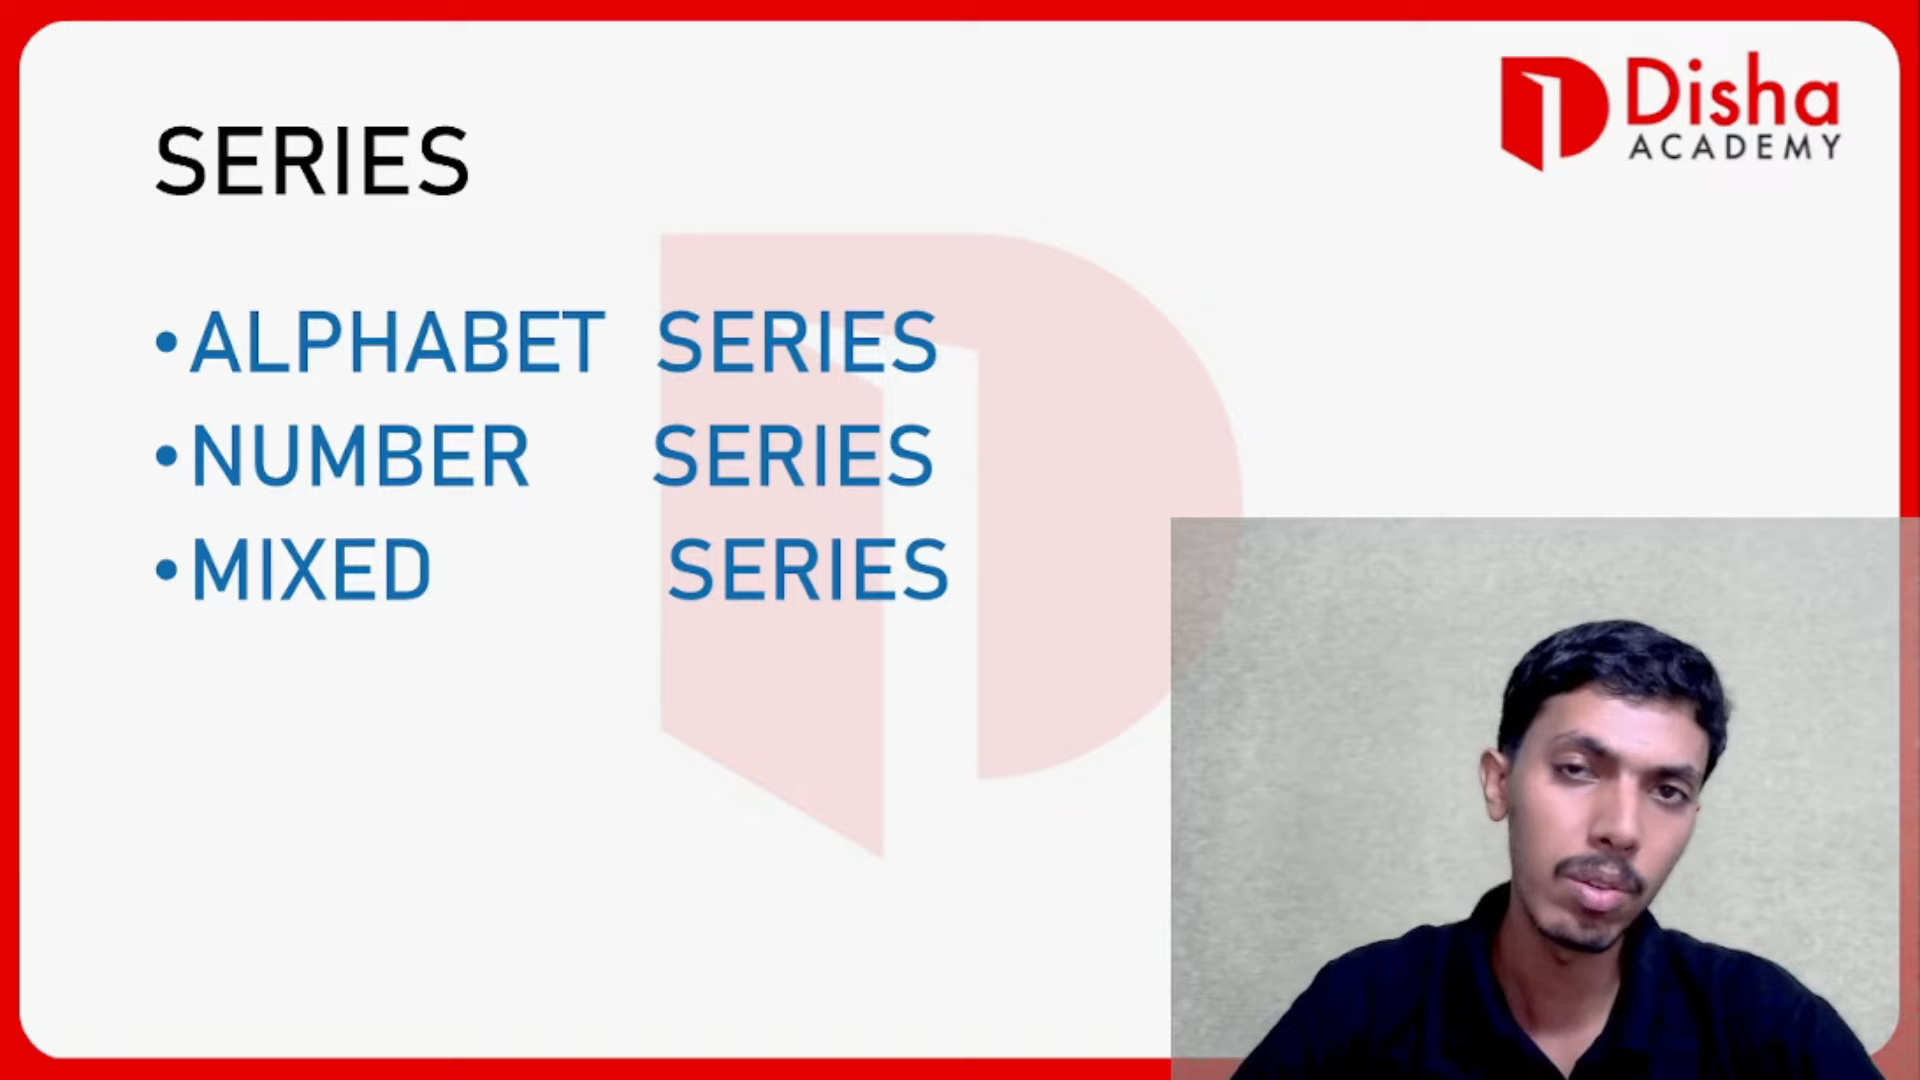 Disha
ACADEMY
SERIES
•ALPHABET SERIES
•NUMBER SERIES
•MIXED SERIES